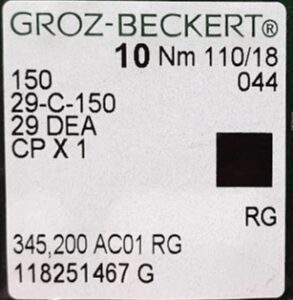 GROZ-BECKERT®
10 Nm 110/18
150 044
29-C-150
29 DEA
CP X 1
RG
345,200 AC01 RG
118251467 G